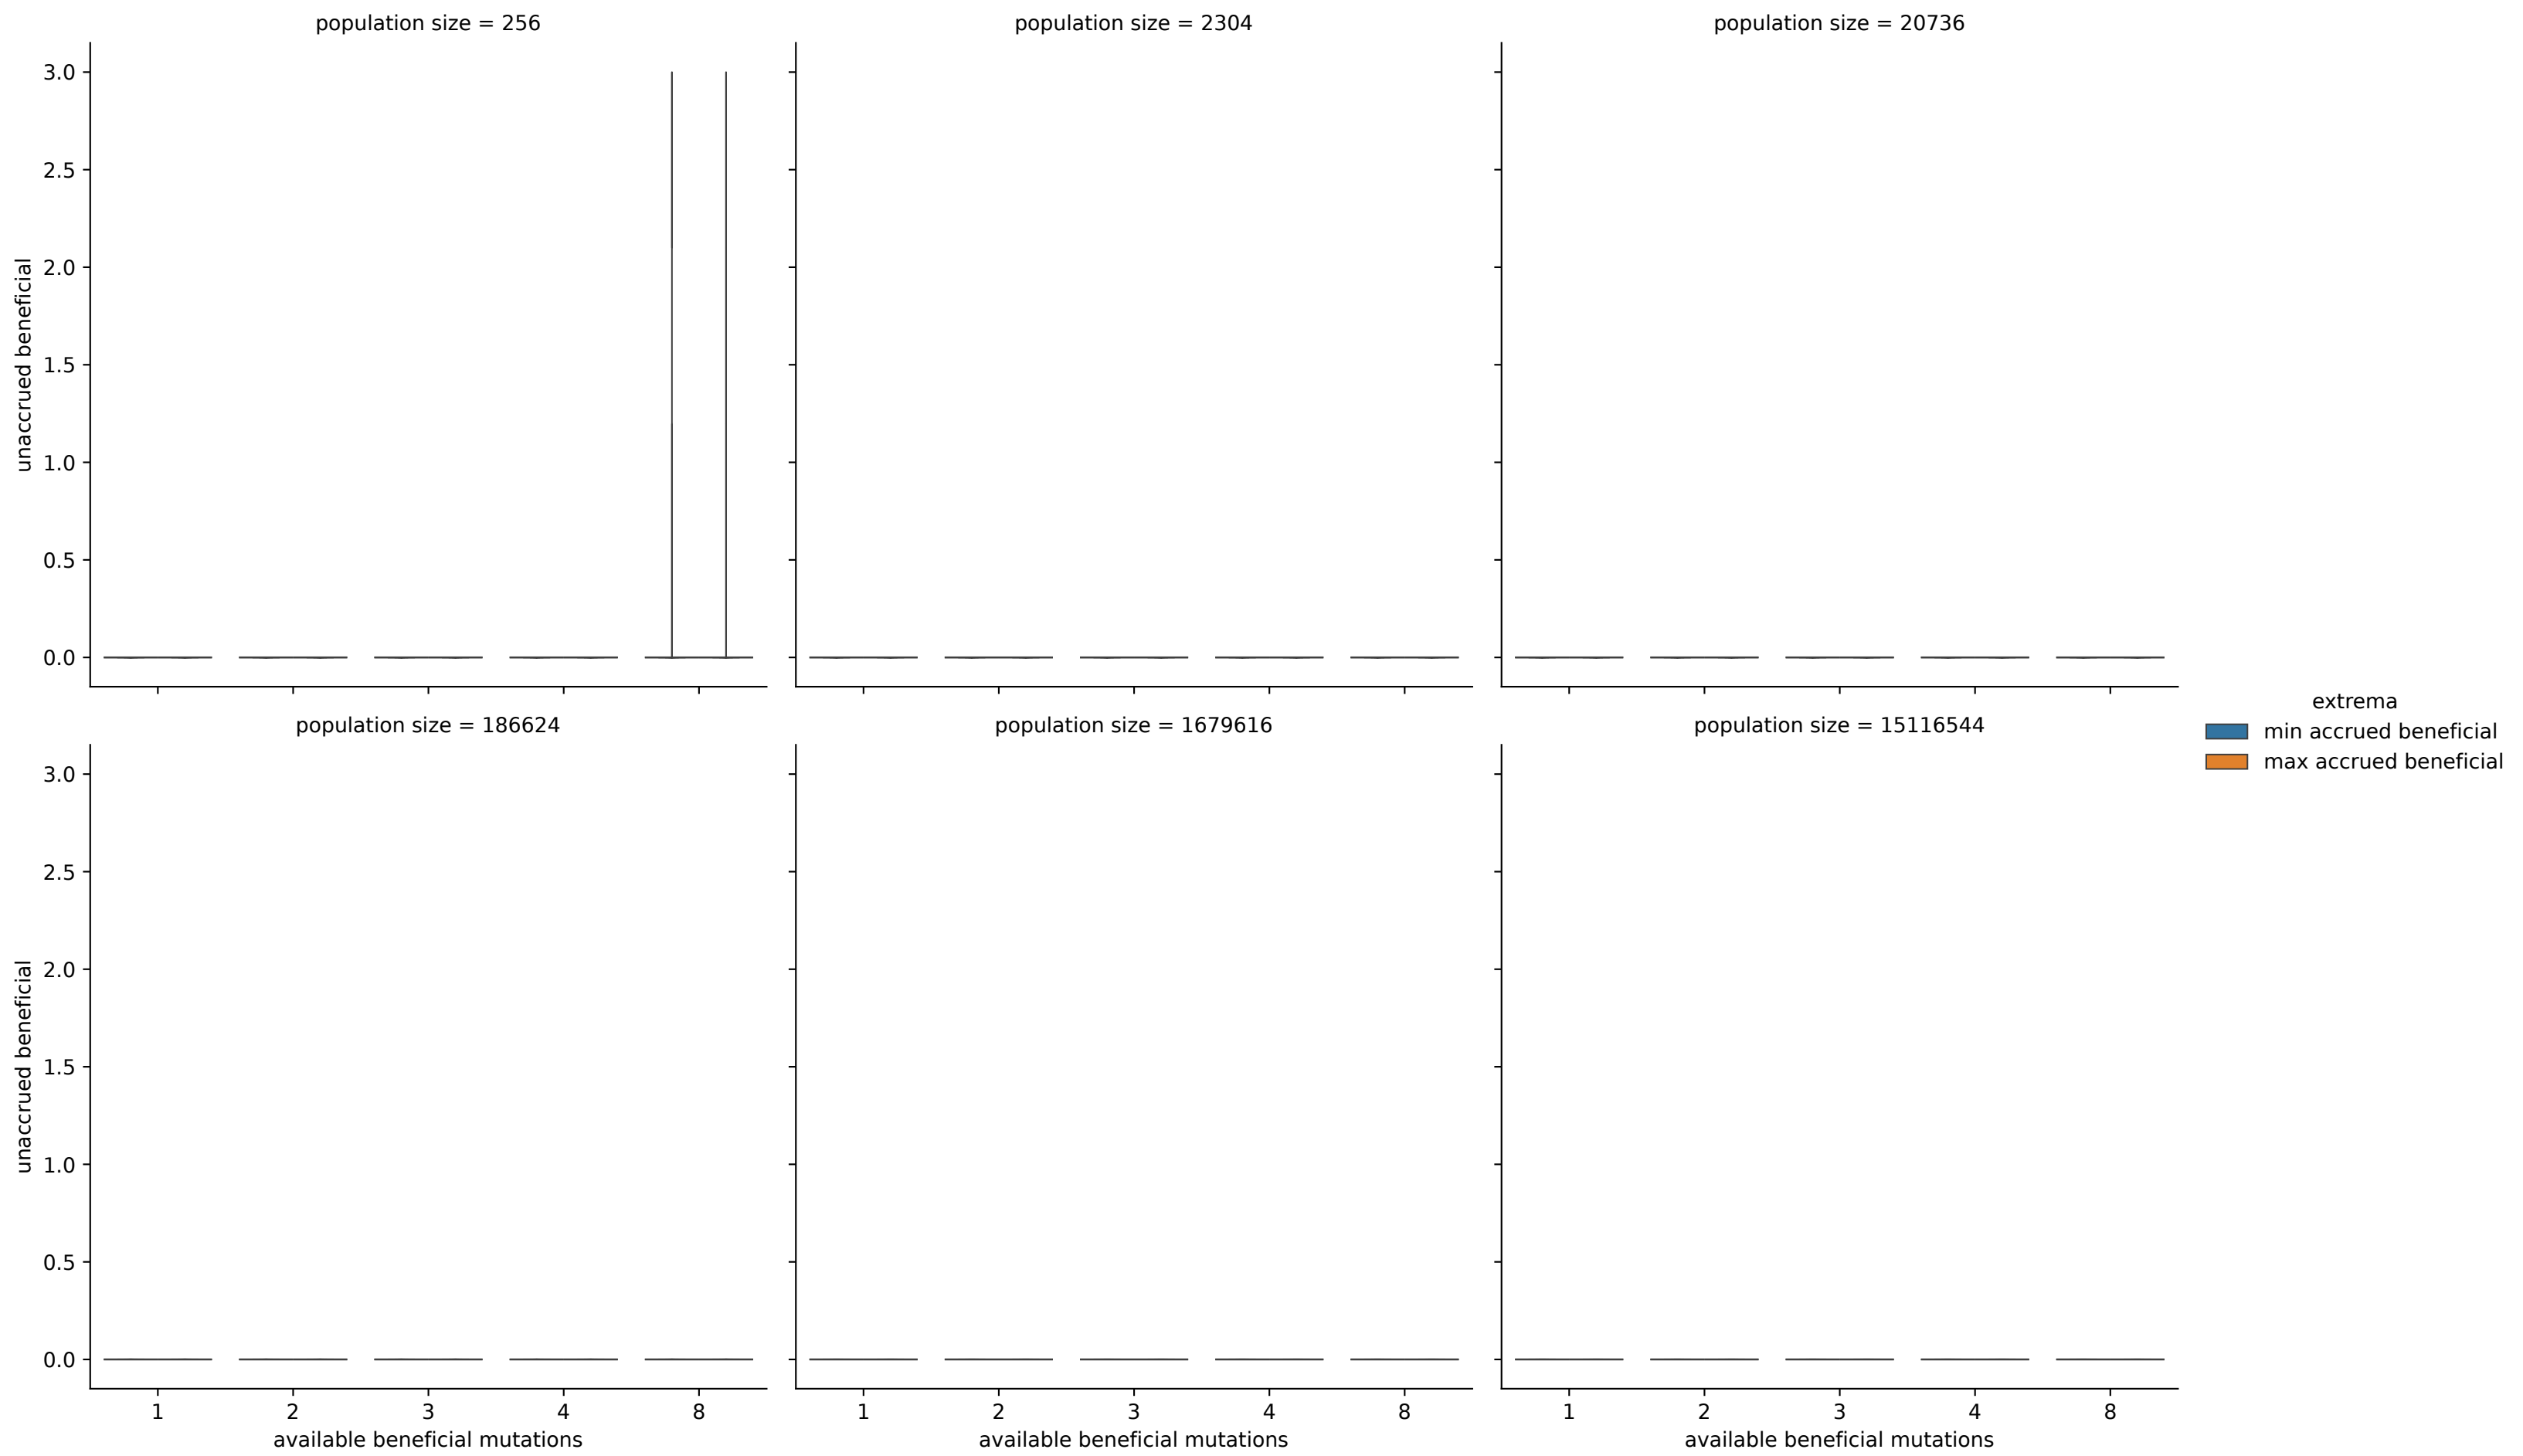 population size = 256
population size = 2304
population size = 20736
unaccrued beneficial
3.0
2.5
2.0
1.5
1.0
0.5
0.0
population size = 186624
population size = 1679616
population size = 15116544
unaccrued beneficial
3.0
2.5
2.0
1.5
1.0
0.5
0.0
1 2 3 4 8
available beneficial mutations
1 2 3 4 8
available beneficial mutations
1 2 3 4 8
available beneficial mutations
extrema
min accrued beneficial
max accrued beneficial